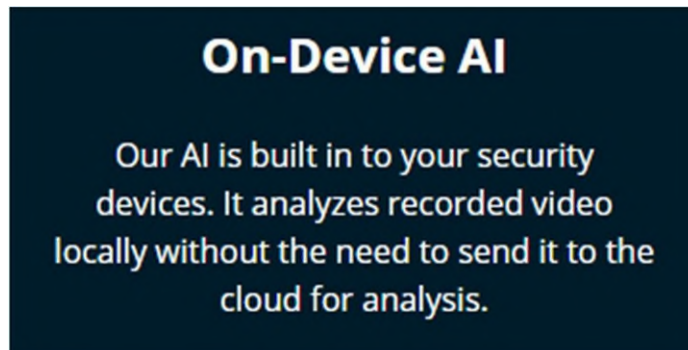 On-Device AI
Our AI is built in to your security
devices. It analyzes recorded video
locally without the need to send it to the
cloud for analysis.